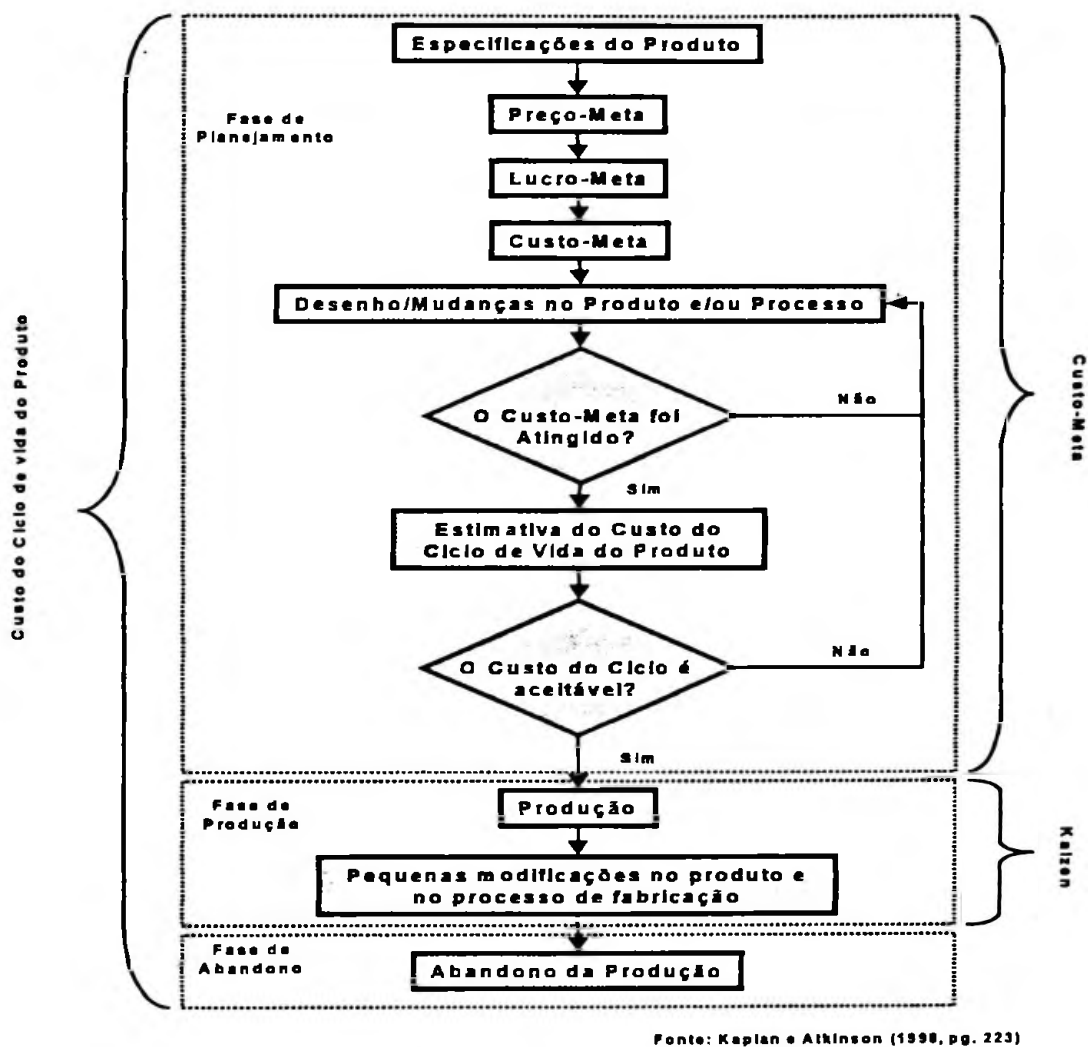 Especificações do Produto
Fase de
Planejamento
Preço-Meta
Lucro-Meta
Custo-Meta
Desenho/Mudanças no Produto e/ou Processo
O Custo-Meta foi
Atingido?
Não
Sim
Estimativa do Custo do
Ciclo de Vida do Produto
O Custo do Ciclo é
aceitável?
Não
Sim
Custo do Ciclo de vida do Produto
Custo-Meta
Fase de
Produção
Produção
Pequenas modificações no produto e
no processo de fabricação
Kaizen
Fase de
Abandono
Abandono da Produção
Fonte: Kaplan e Atkinson (1998, pg. 223)